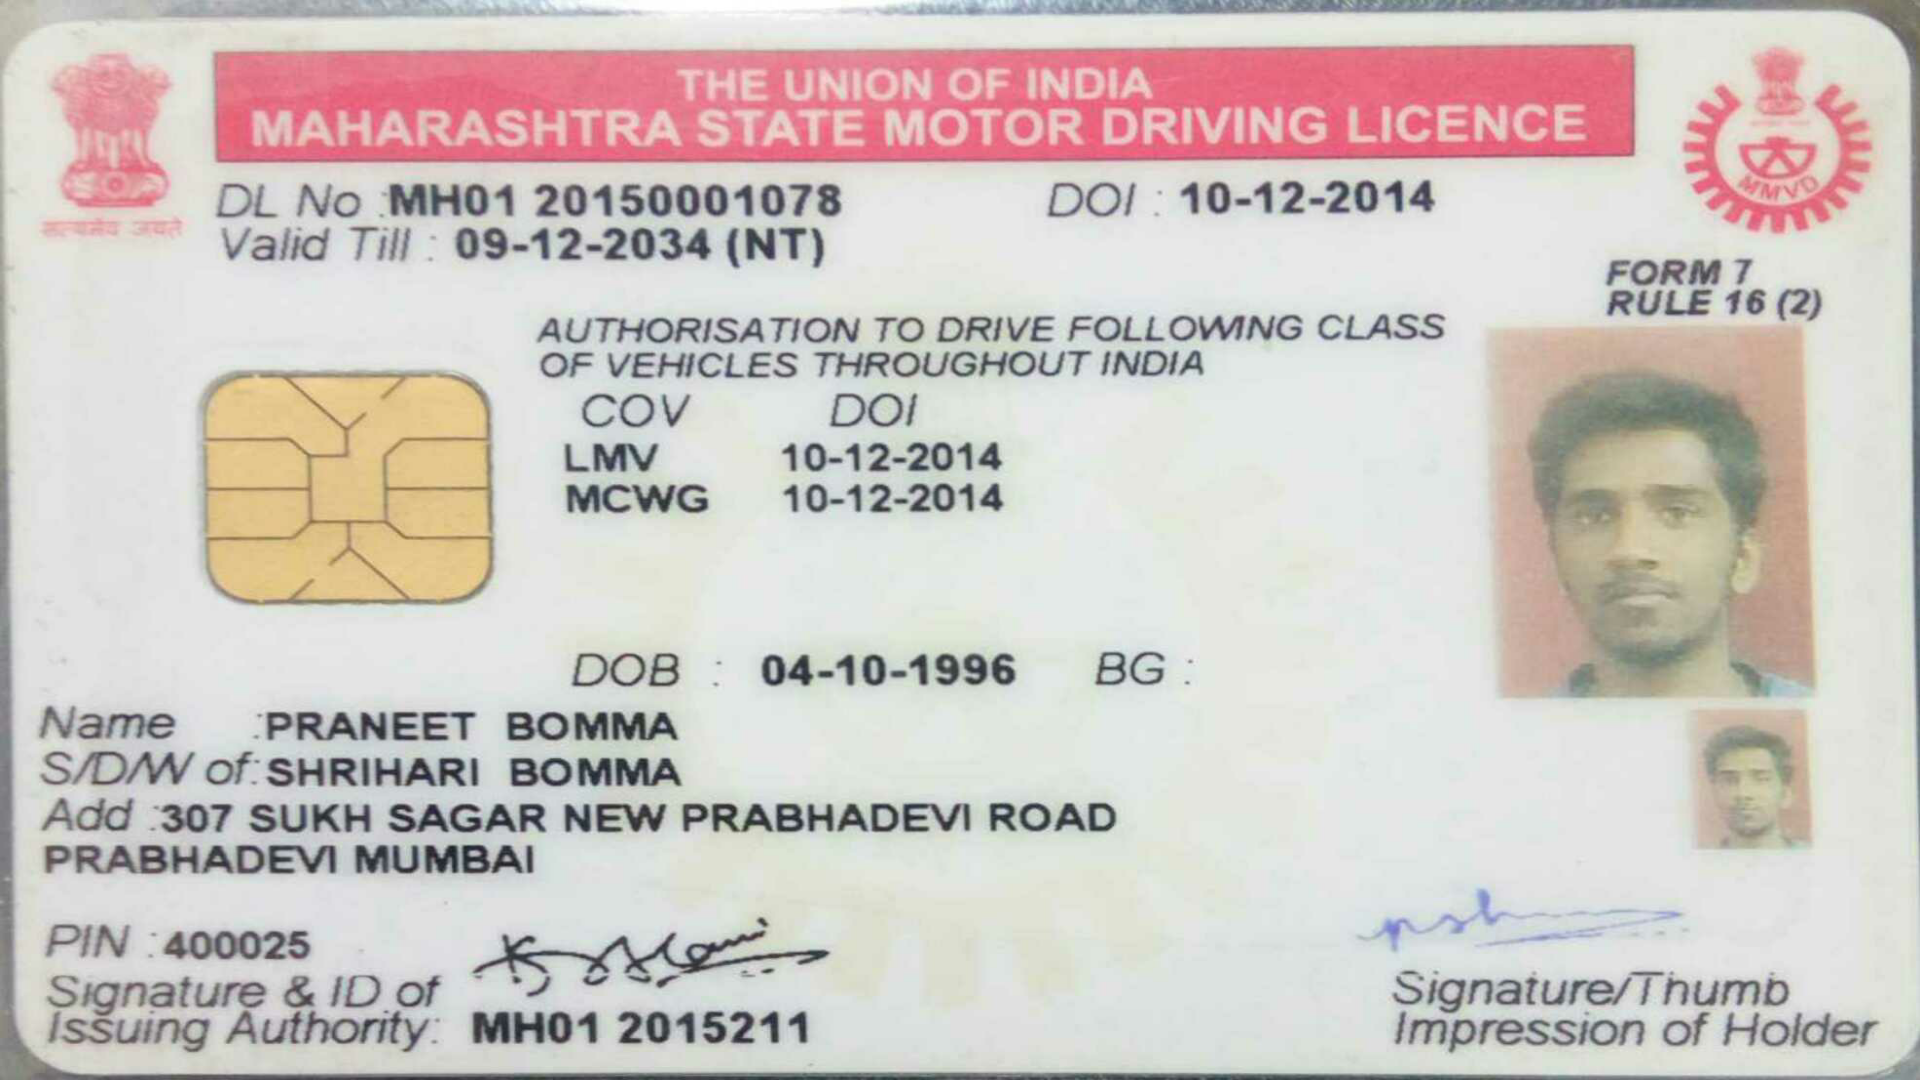 THE UNION OF INDIA
MAHARASHTRA STATE MOTOR DRIVING LICENCE
सत्यमेव जयते
MMVD
DL No :MH01 20150001078 DOI : 10-12-2014
Valid Till : 09-12-2034 (NT)
FORM 7
RULE 16 (2)
AUTHORISATION TO DRIVE FOLLOWING CLASS
OF VEHICLES THROUGHOUT INDIA
COV DOI
LMV 10-12-2014
MCWG 10-12-2014
DOB : 04-10-1996 BG :
Name :PRANEET BOMMA
S/D/W of:SHRIHARI BOMMA
Add :307 SUKH SAGAR NEW PRABHADEVI ROAD
PRABHADEVI MUMBAI
PIN :400025
Signature & ID of
Issuing Authority: MH01 2015211
Signature/Thumb
Impression of Holder